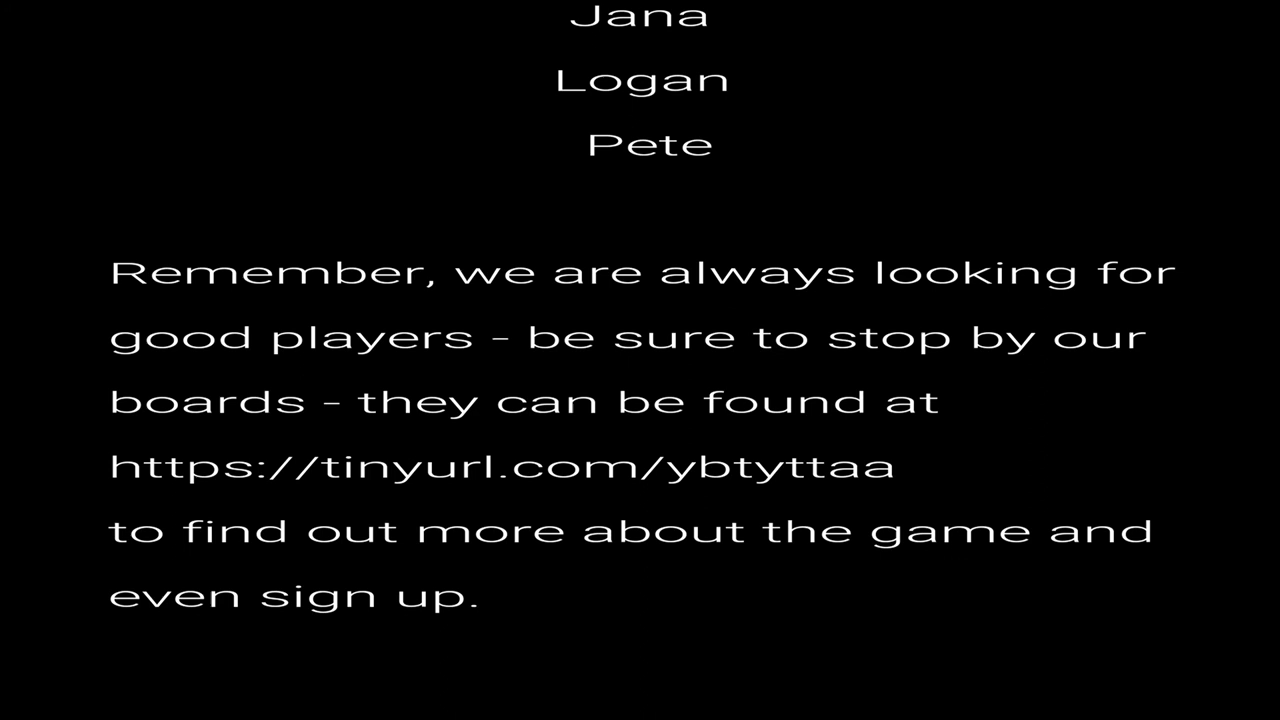 Jana
Logan
Pete
Remember, we are always looking for
good players - be sure to stop by our
boards - they can be found at
https://tinyurl.com/ybtyttaa
to find out more about the game and
even sign up.